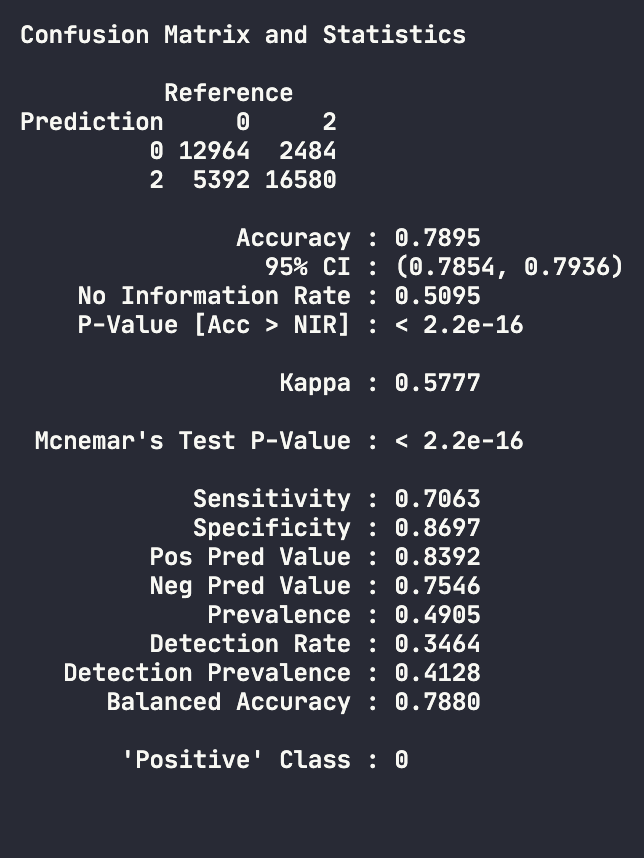 Confusion Matrix and Statistics

          Reference
Prediction     0     2
         0 12964  2484
         2  5392 16580

               Accuracy : 0.7895
                 95% CI : (0.7854, 0.7936)
    No Information Rate : 0.5095
    P-Value [Acc > NIR] : < 2.2e-16

                  Kappa : 0.5777

 Mcnemar's Test P-Value : < 2.2e-16

            Sensitivity : 0.7063
            Specificity : 0.8697
         Pos Pred Value : 0.8392
         Neg Pred Value : 0.7546
             Prevalence : 0.4905
         Detection Rate : 0.3464
   Detection Prevalence : 0.4128
      Balanced Accuracy : 0.7880

       'Positive' Class : 0